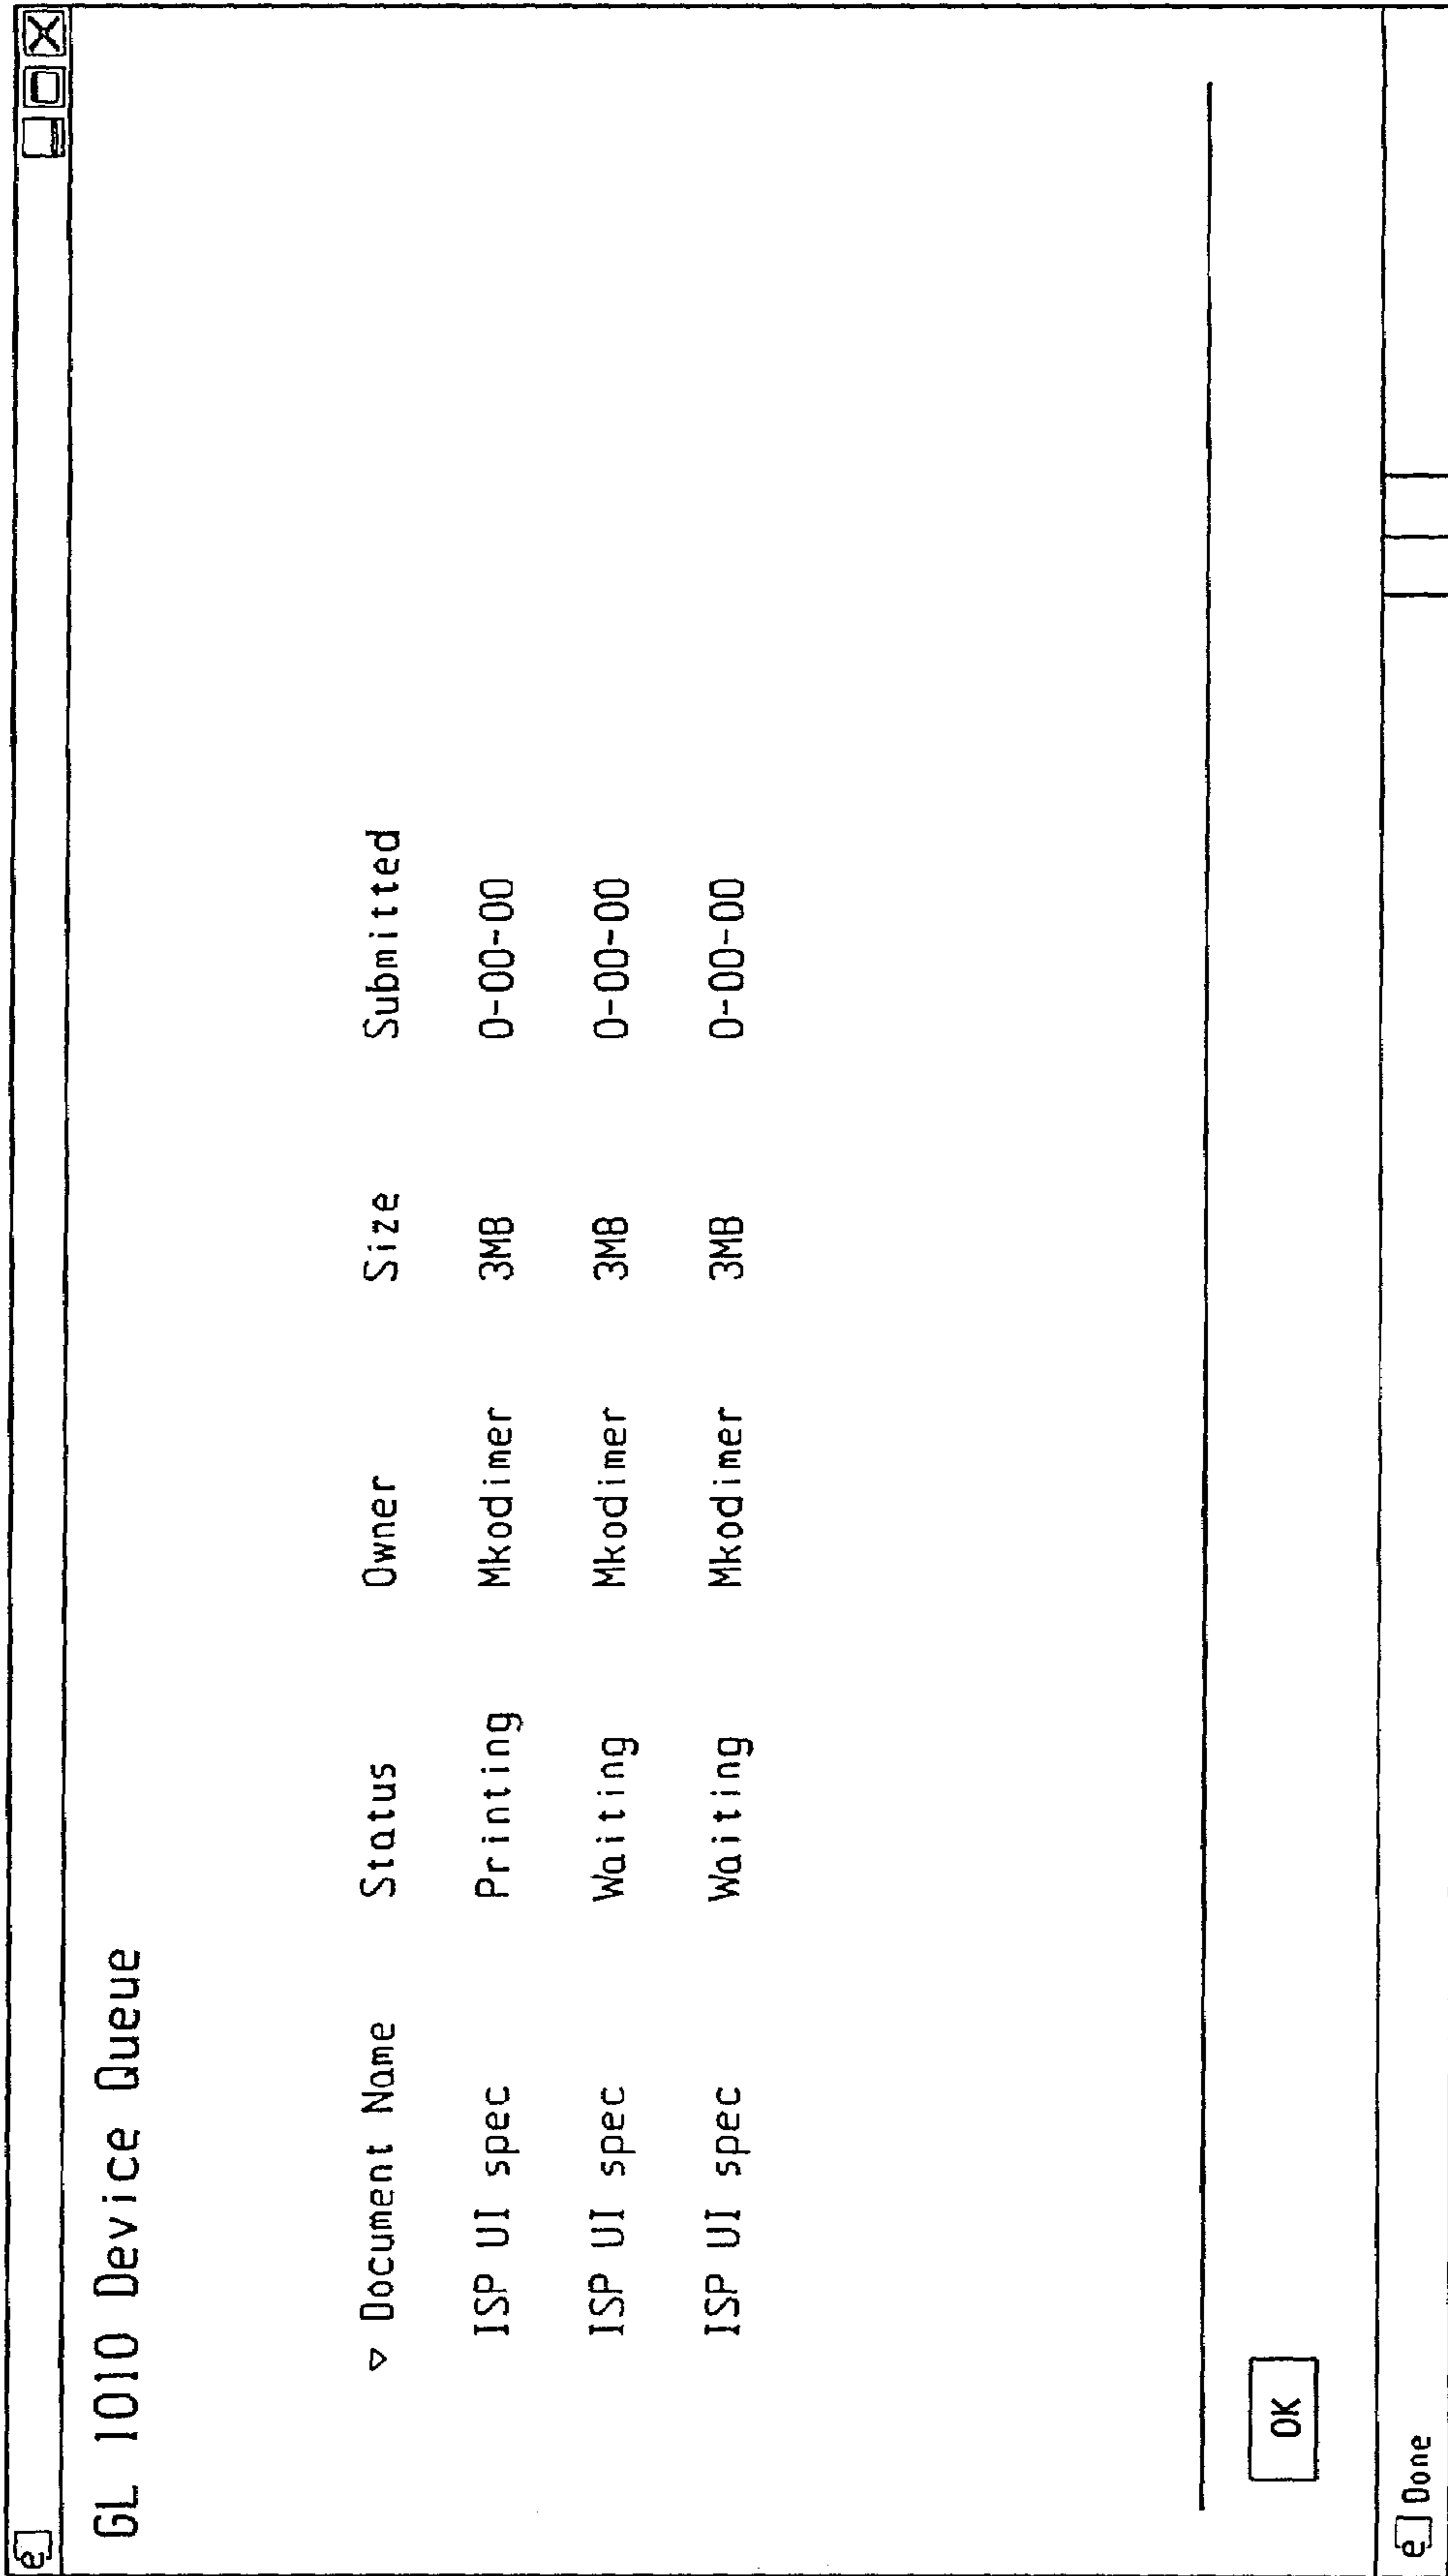 GL 1010 Device Queue
▿ Document Name Status Owner Size Submitted
ISP UI spec Printing Mkodimer 3MB 0-00-00
ISP UI spec Waiting Mkodimer 3MB 0-00-00
ISP UI spec Waiting Mkodimer 3MB 0-00-00
OK
e Done